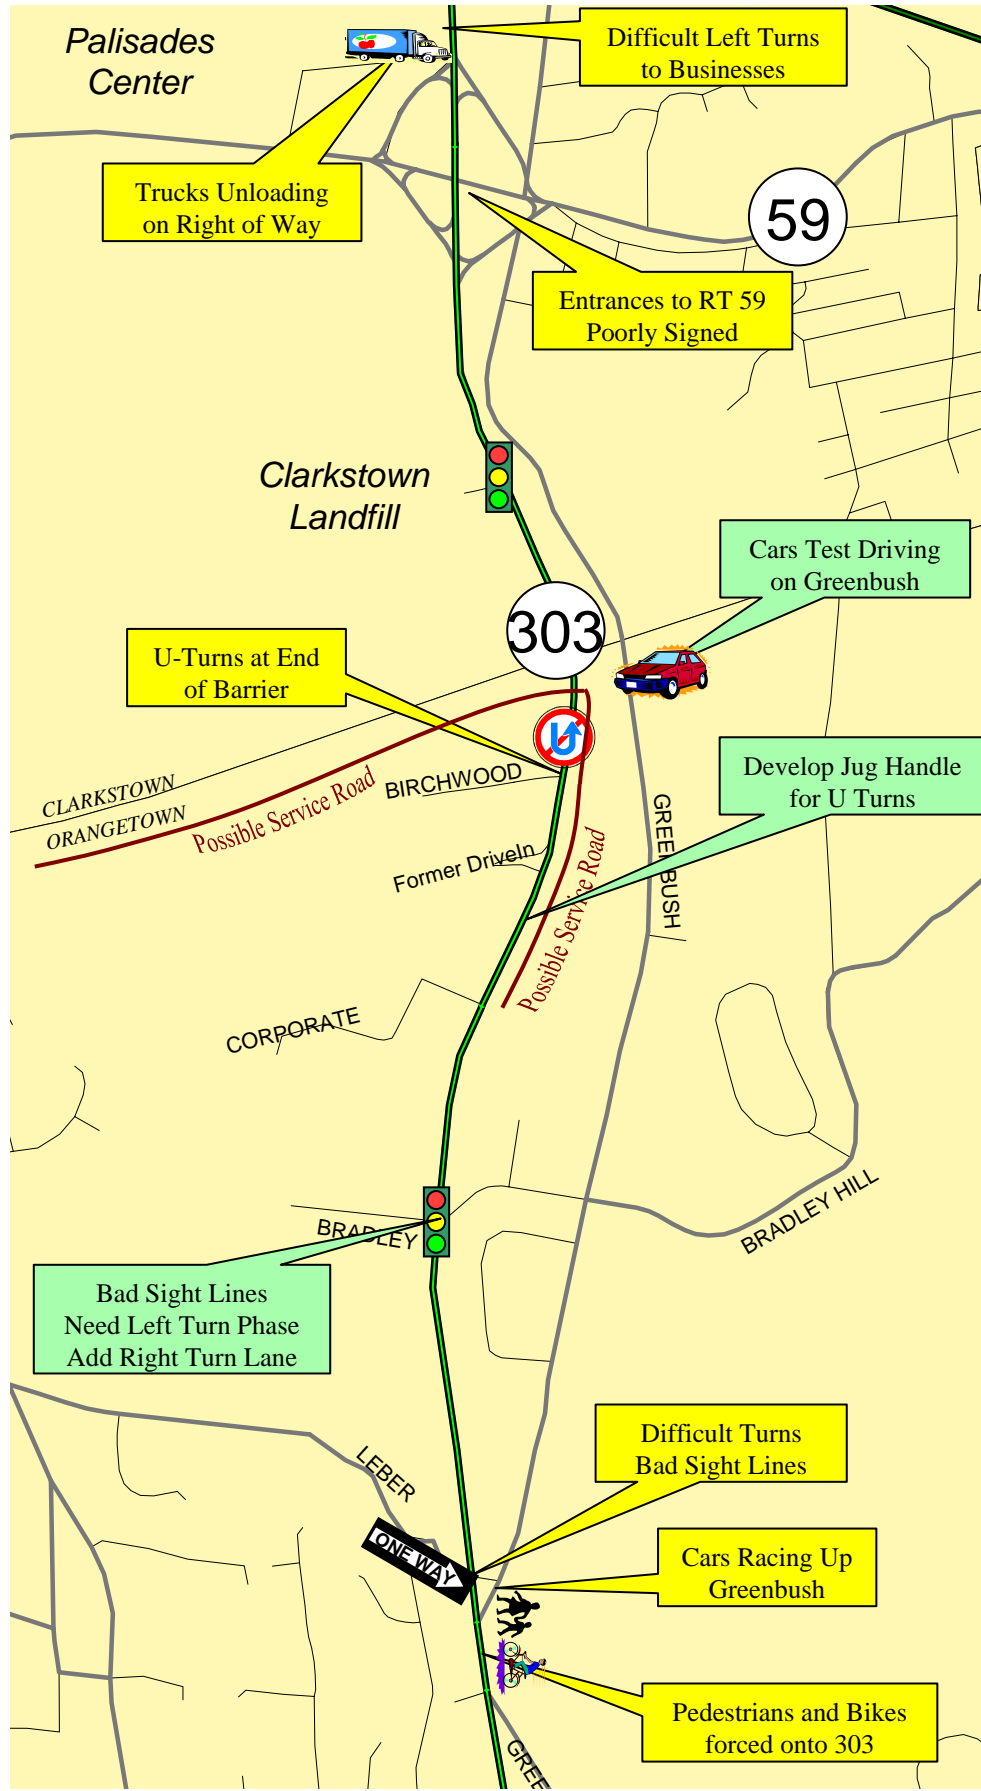 Palisades
Center
Difficult Left Turns
to Businesses
Trucks Unloading
on Right of Way
59
Entrances to RT 59
Poorly Signed
Clarkstown
Landfill
Cars Test Driving
on Greenbush
303
U-Turns at End
of Barrier
CLARKSTOWN
ORANGETOWN
Possible Service Road
BIRCHWOOD
Develop Jug Handle
for U Turns
GREENBUSH
Former DriveIn
Possible Service Road
CORPORATE
BRADLEY HILL
BRADLEY
Bad Sight Lines
Need Left Turn Phase
Add Right Turn Lane
Difficult Turns
Bad Sight Lines
LEBER
ONE WAY
Cars Racing Up
Greenbush
Pedestrians and Bikes
forced onto 303
GREE